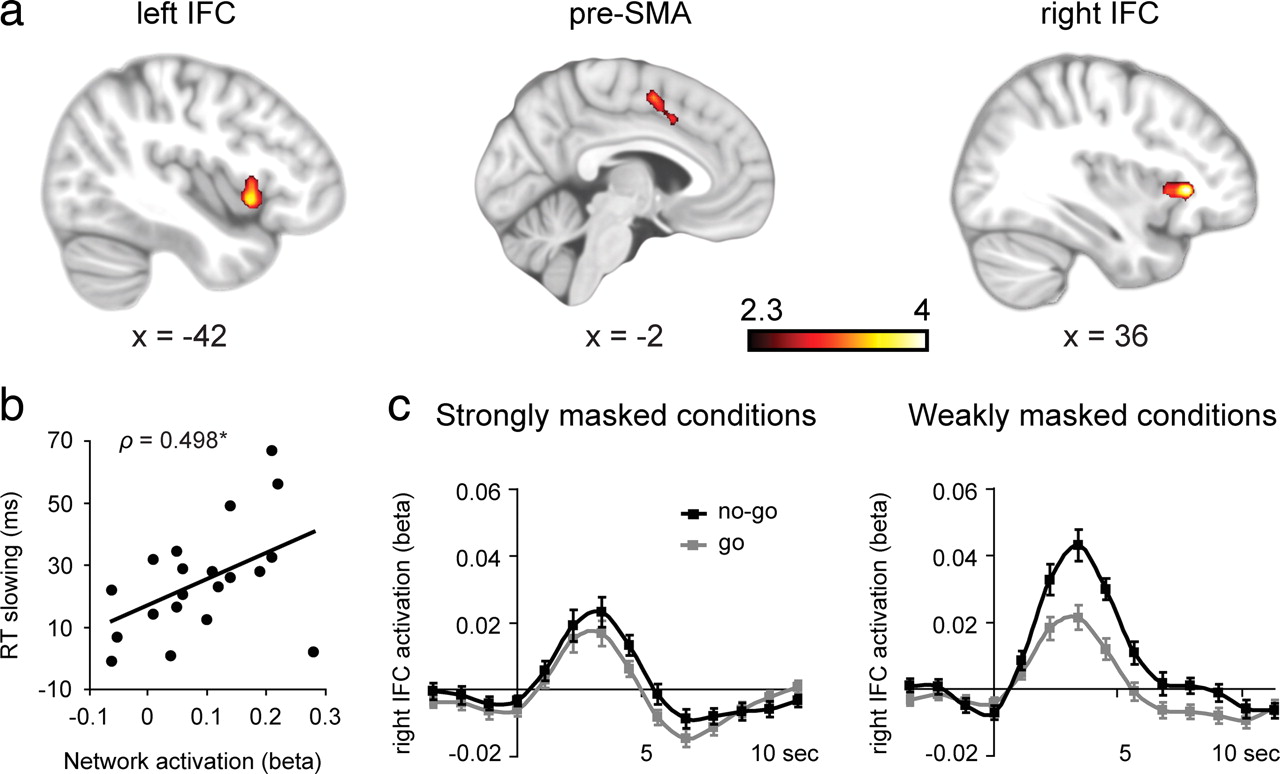 a
left IFC
pre-SMA
right IFC
2.3 4
x = -42
x = -2
x = 36
b
ρ = 0.498*
RT slowing (ms)
70
50
30
10
-10
-0.1 0 0.1 0.2 0.3
Network activation (beta)
c
Strongly masked conditions
right IFC activation (beta)
0.06
0.04
0.02
-0.02
no-go
go
5 10 sec
Weakly masked conditions
right IFC activation (beta)
0.06
0.04
0.02
-0.02
5 10 sec